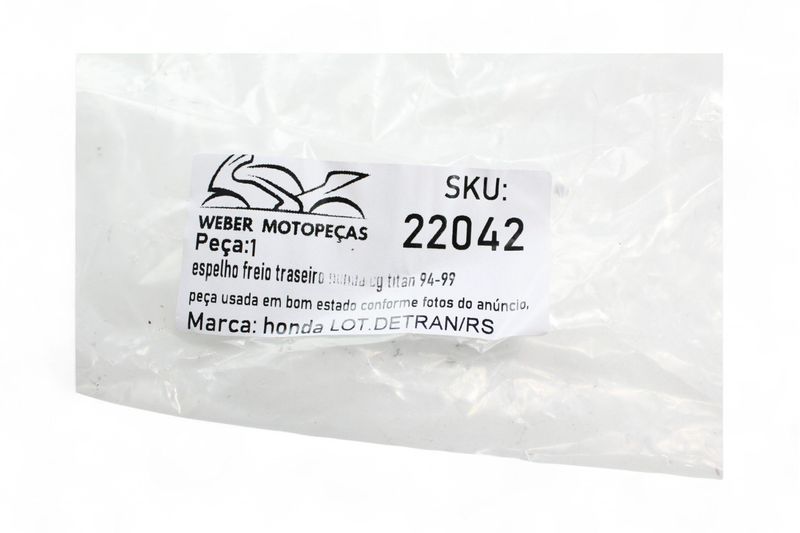 SKU:
WEBER MOTOPEÇAS
22042
Peça:1
espelho freio traseiro honda cg titan 94-99
peça usada em bom estado conforme fotos do anúncio.
Marca: honda LOT.DETRAN/RS